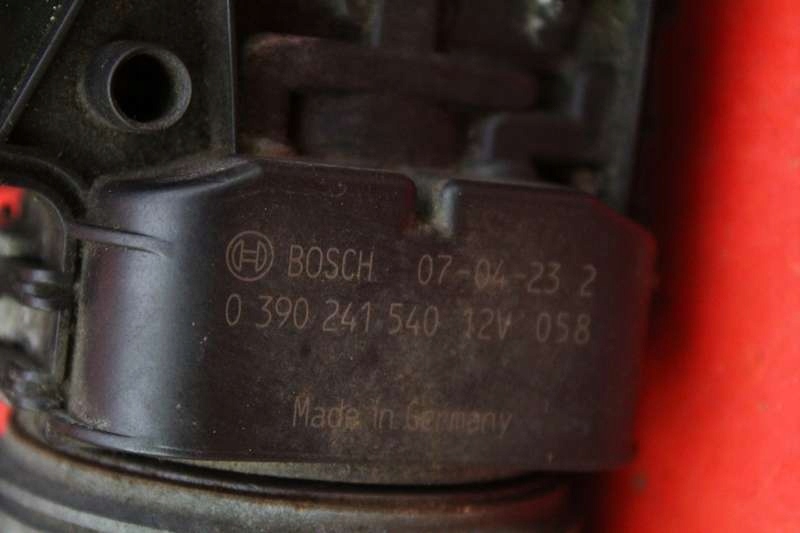 BOSCH 07-04-23 2
0 390 241 540 12V 058
Made in Germany